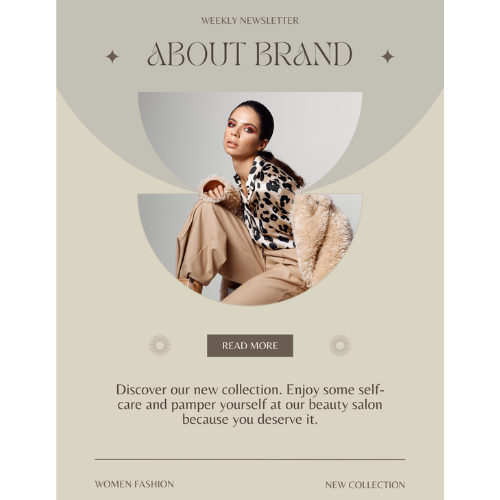 WEEKLY NEWSLETTER
ABOUT BRAND
READ MORE
Discover our new collection. Enjoy some self-
care and pamper yourself at our beauty salon
because you deserve it.
WOMEN FASHION
NEW COLLECTION